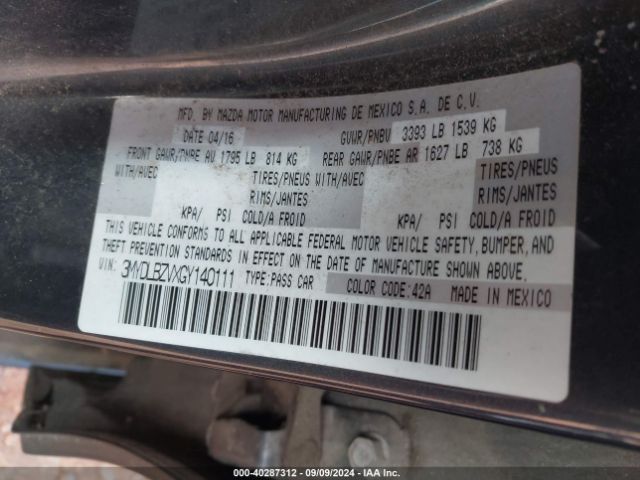 MFD. BY MAZDA MOTOR MANUFACTURING DE MEXICO S.A. DE C.V.
DATE 04/16 GVWR/PNBV 3393 LB 1539 KG
FRONT GAWR/PNBE AV 1795 LB 814 KG REAR GAWR/PNBE AR 1627 LB 738 KG
WITH/AVEC TIRES/PNEUS WITH/AVEC TIRES/PNEUS
RIMS/JANTES RIMS/JANTES
KPA/ PSI COLD/A FROID KPA/ PSI COLD/A FROID
THIS VEHICLE CONFORMS TO ALL APPLICABLE FEDERAL MOTOR VEHICLE SAFETY, BUMPER, AND
THEFT PREVENTION STANDARDS IN EFFECT ON THE DATE OF MANUFACTURE SHOWN ABOVE.
VIN: 3MYDLBZVXGY140111 TYPE:PASS CAR COLOR CODE:42A MADE IN MEXICO
000-40287312 - 09/09/2024 - IAA Inc.